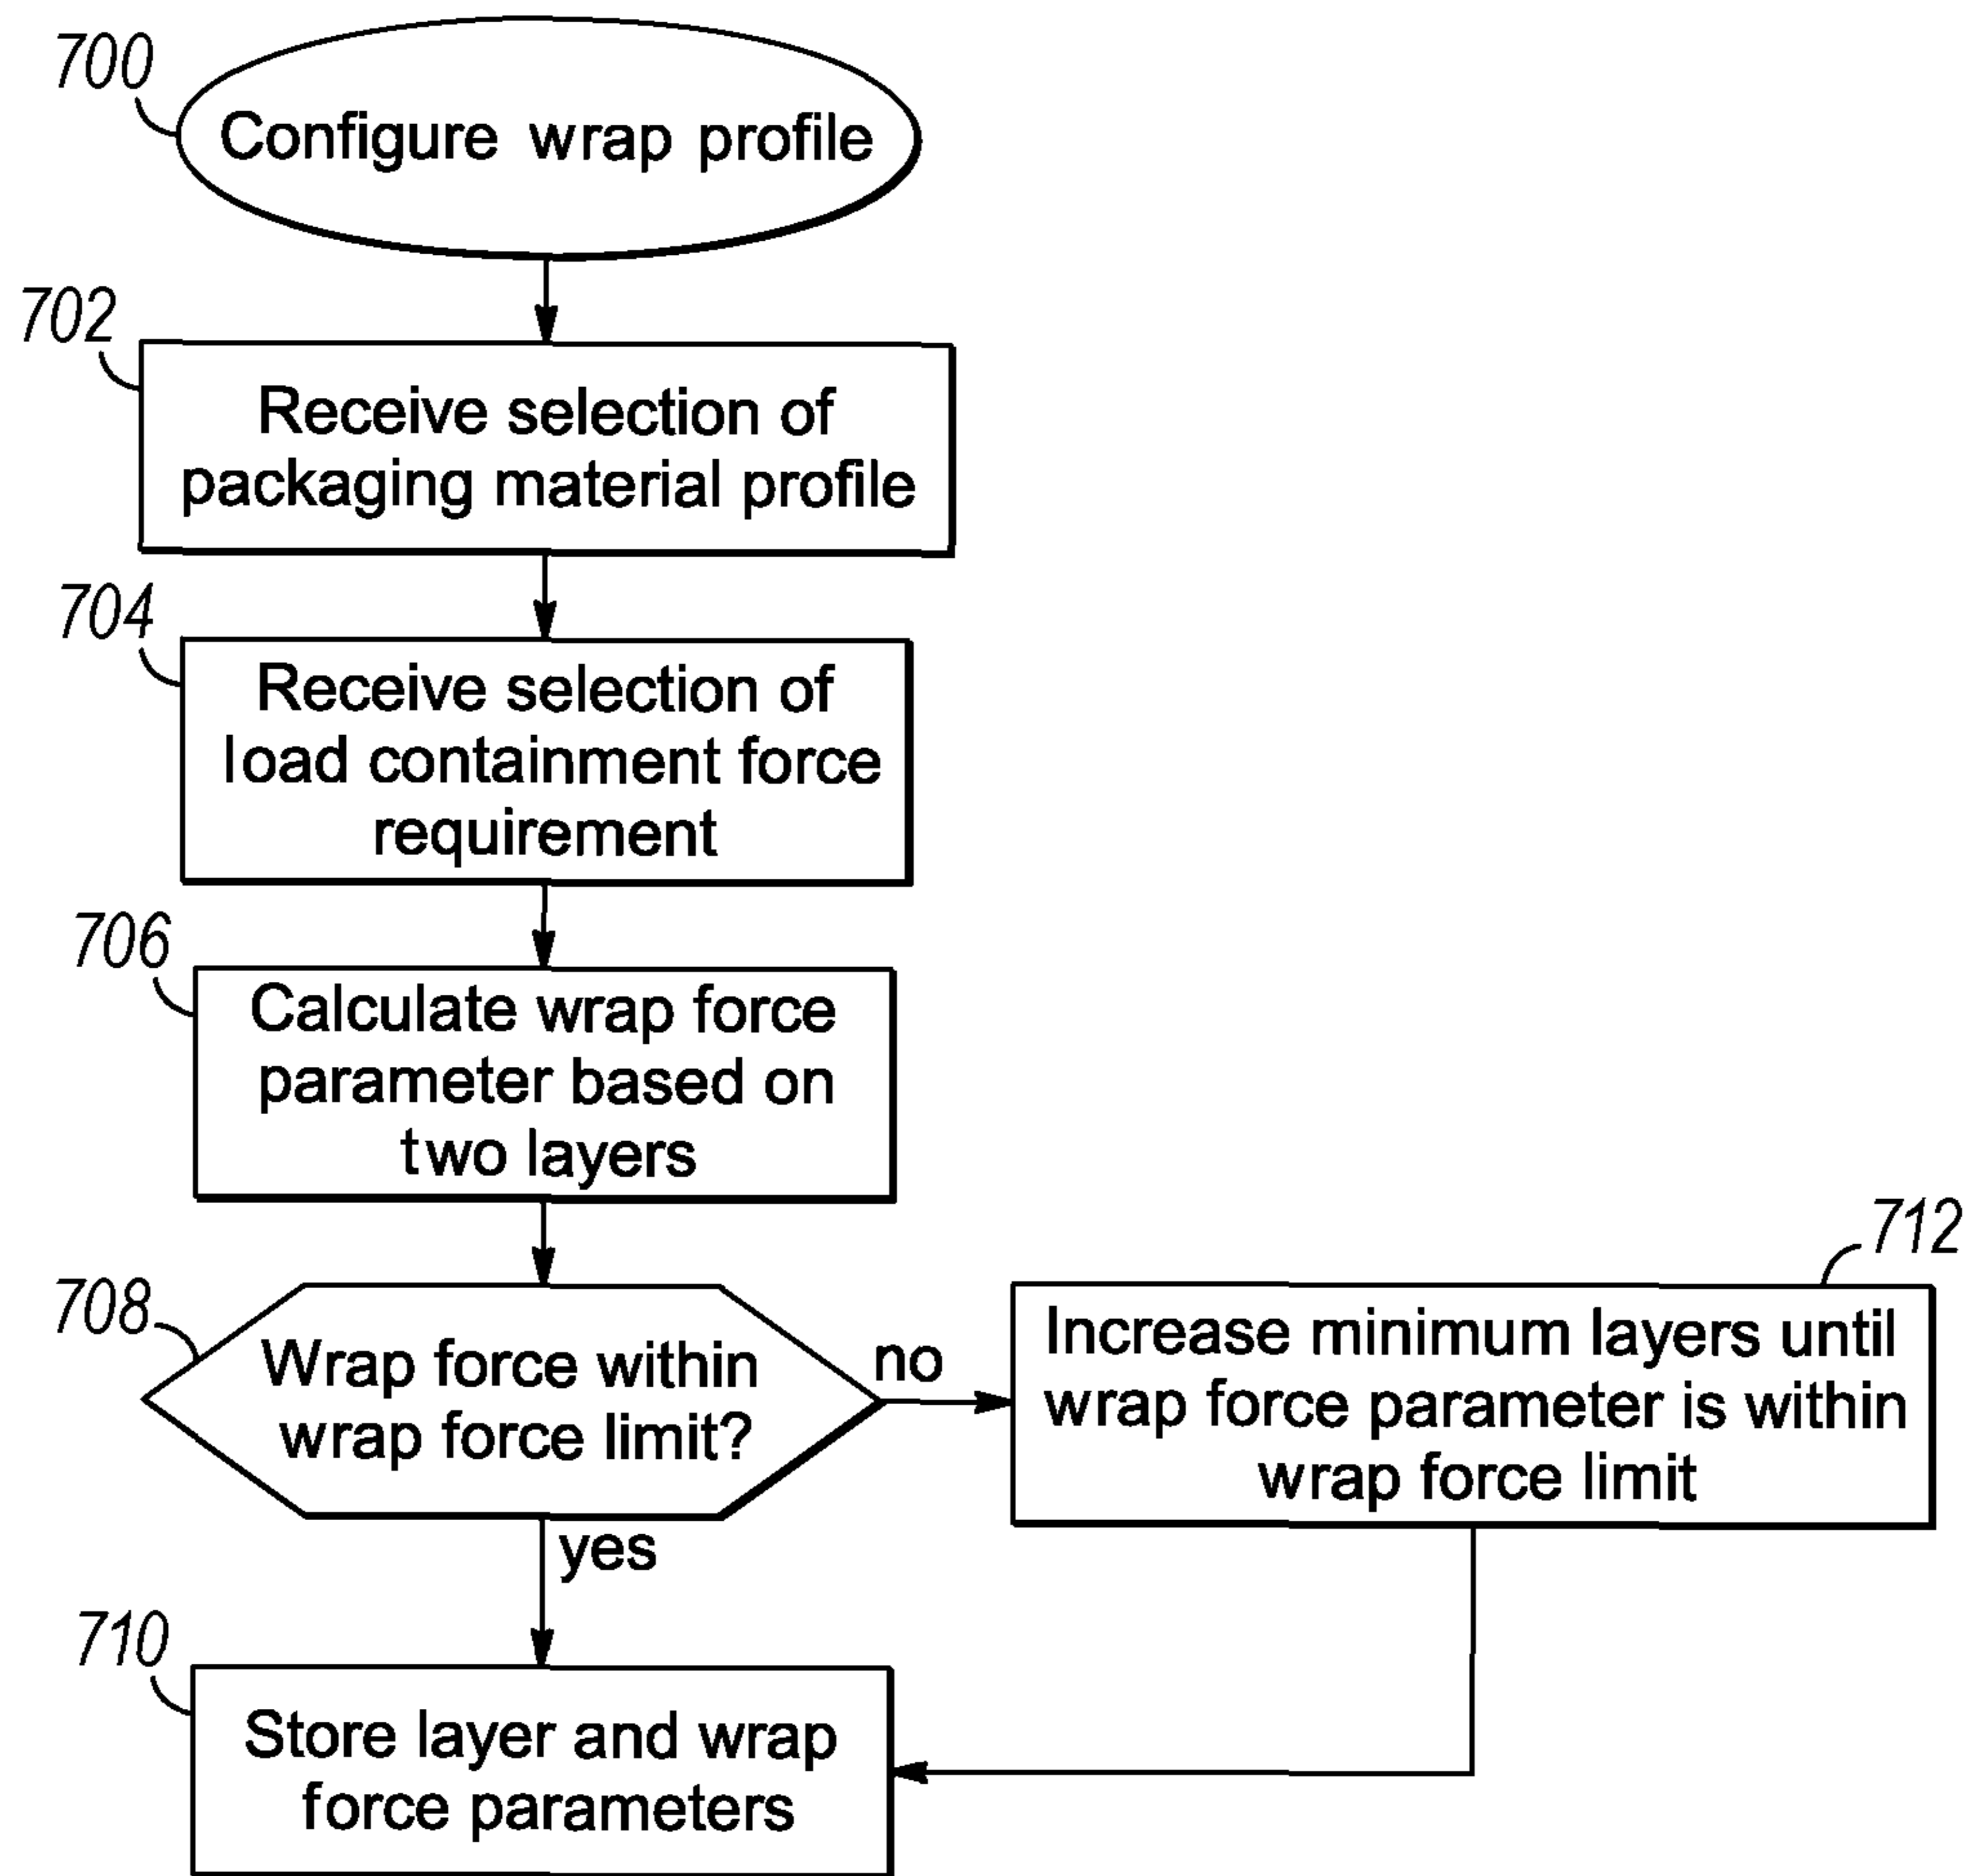 700
Configure wrap profile
702
Receive selection of
packaging material profile
704
Receive selection of
load containment force
requirement
706
Calculate wrap force
parameter based on
two layers
708
Wrap force within
wrap force limit?
no
712
Increase minimum layers until
wrap force parameter is within
wrap force limit
yes
710
Store layer and wrap
force parameters